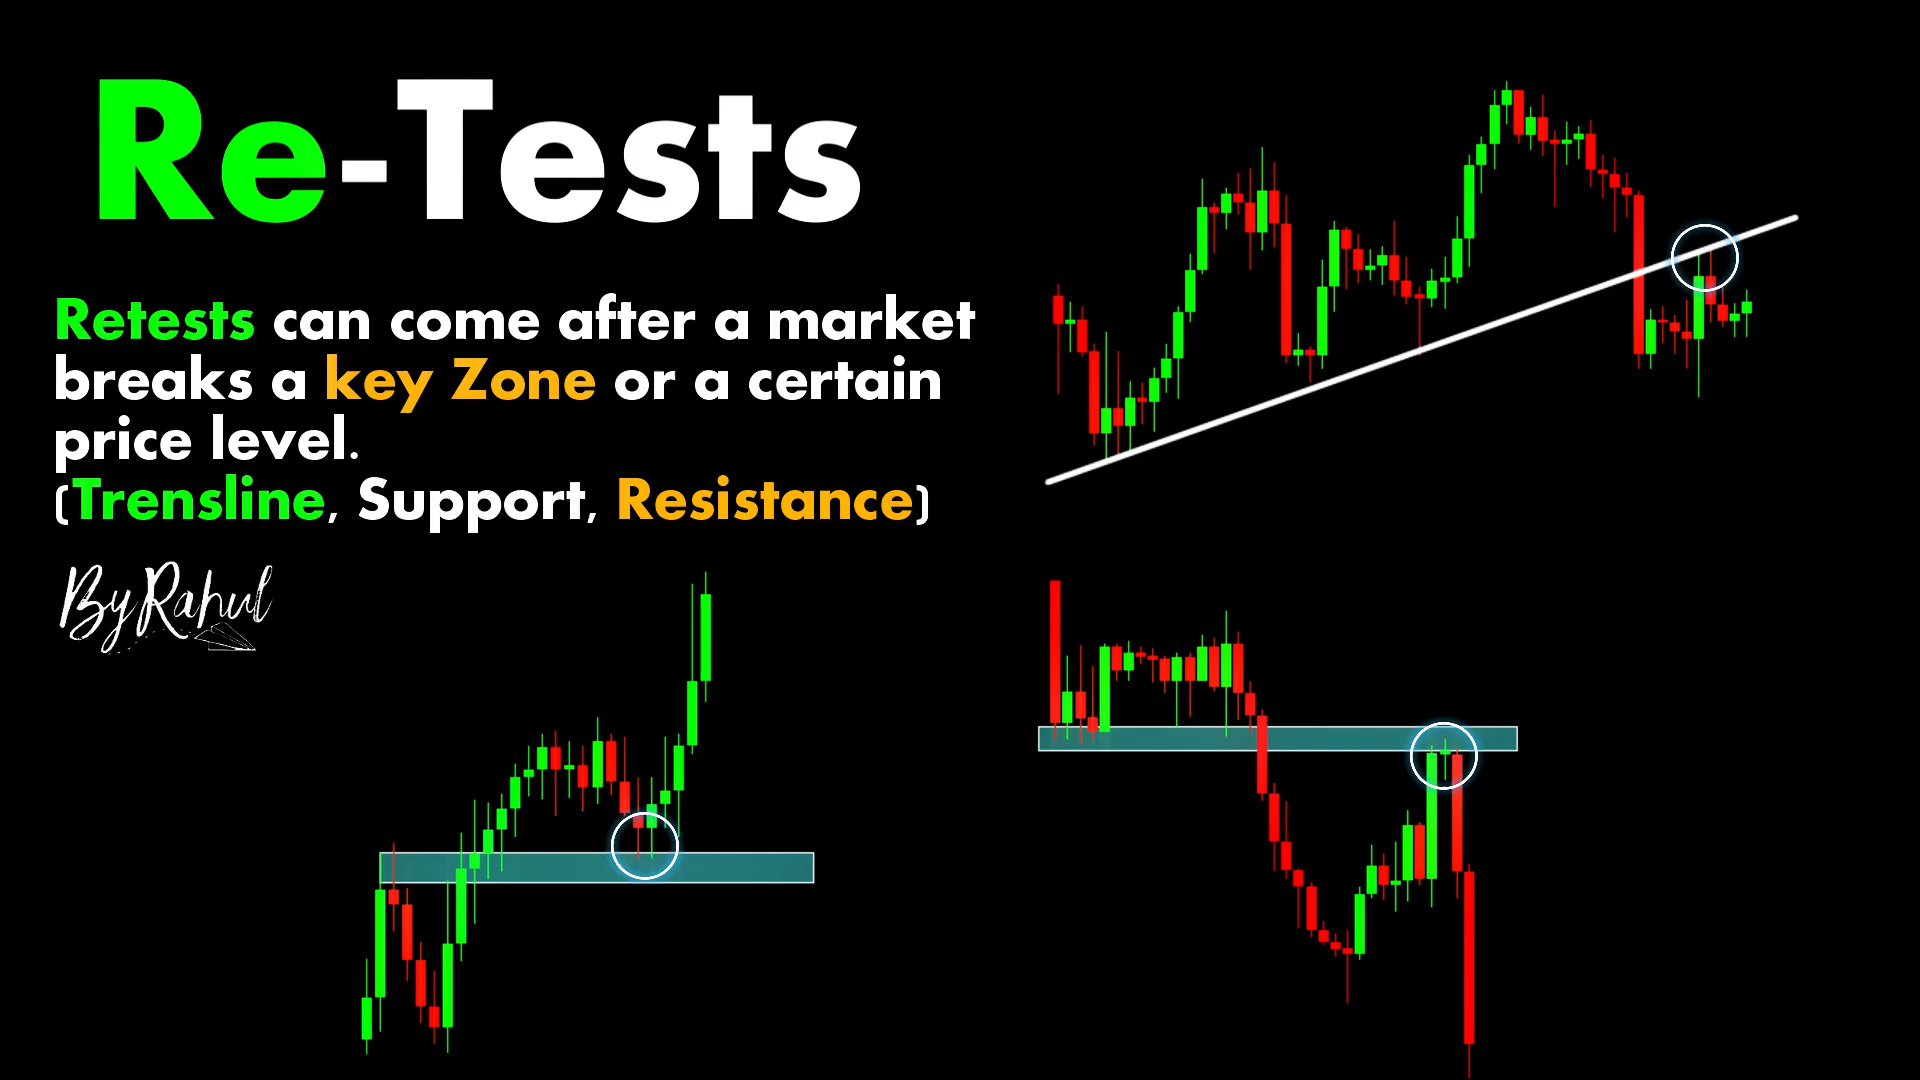 Re-Tests
Retests can come after a market
breaks a key Zone or a certain
price level.
(Trensline, Support, Resistance)
By Rahul